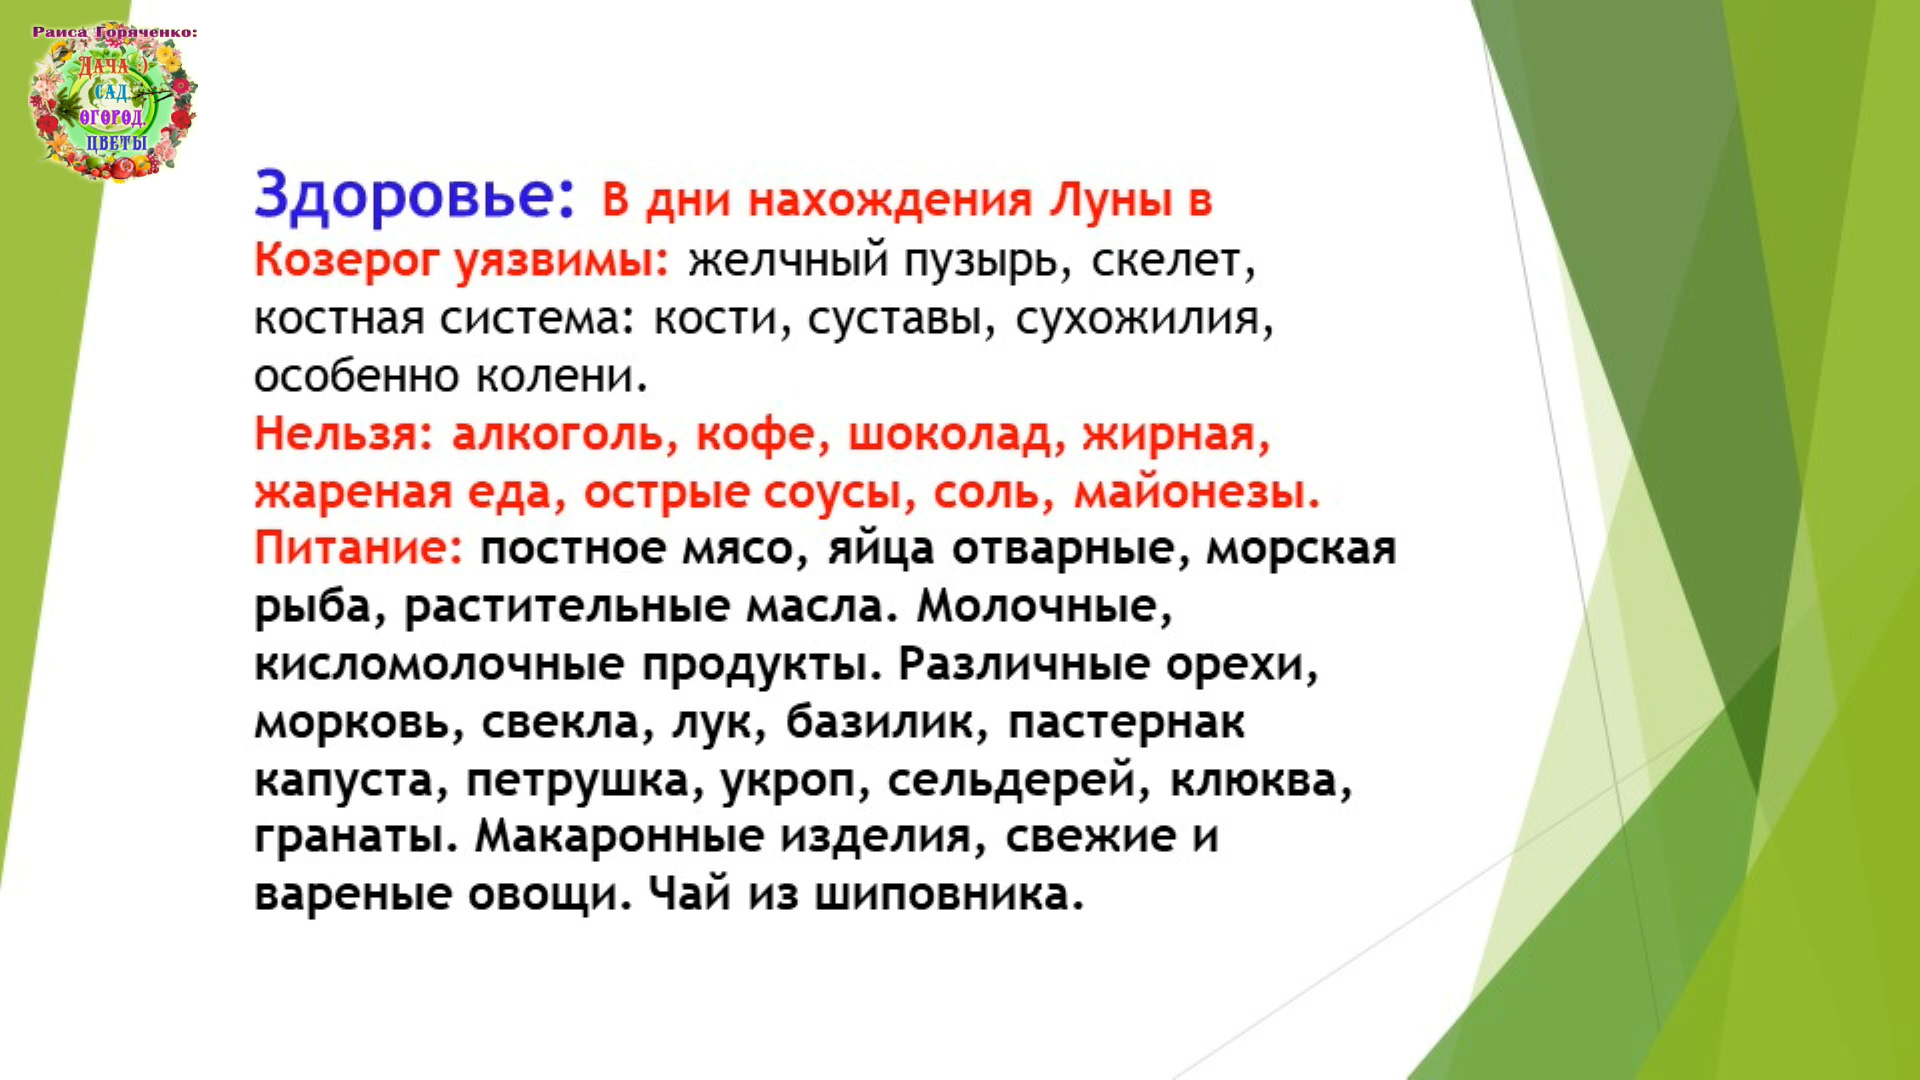 Раиса Горяченко:
Дача :)
сад
огород
цветы
Здоровье: В дни нахождения Луны в
Козерог уязвимы: желчный пузырь, скелет,
костная система: кости, суставы, сухожилия,
особенно колени.
Нельзя: алкоголь, кофе, шоколад, жирная,
жареная еда, острые соусы, соль, майонезы.
Питание: постное мясо, яйца отварные, морская
рыба, растительные масла. Молочные,
кисломолочные продукты. Различные орехи,
морковь, свекла, лук, базилик, пастернак
капуста, петрушка, укроп, сельдерей, клюква,
гранаты. Макаронные изделия, свежие и
вареные овощи. Чай из шиповника.